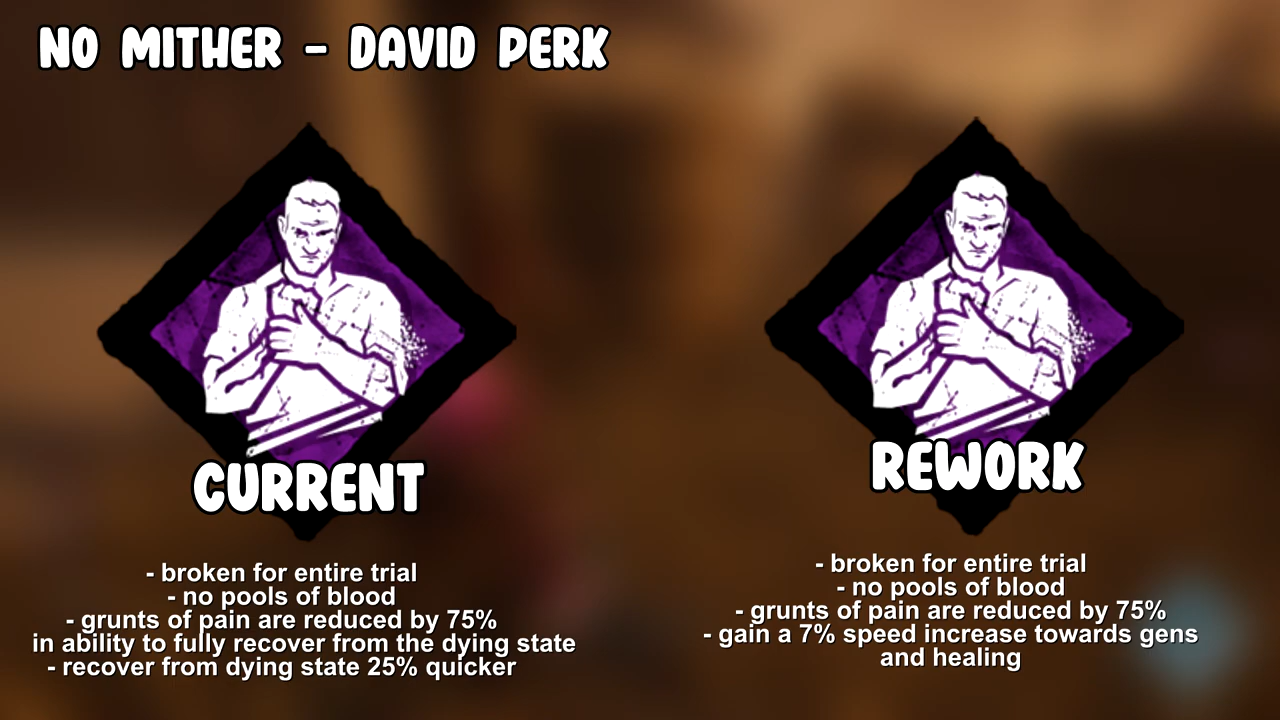 NO MITHER - DAVID PERK
CURRENT
- broken for entire trial
- no pools of blood
- grunts of pain are reduced by 75%
in ability to fully recover from the dying state
- recover from dying state 25% quicker
REWORK
- broken for entire trial
- no pools of blood
- grunts of pain are reduced by 75%
- gain a 7% speed increase towards gens
and healing